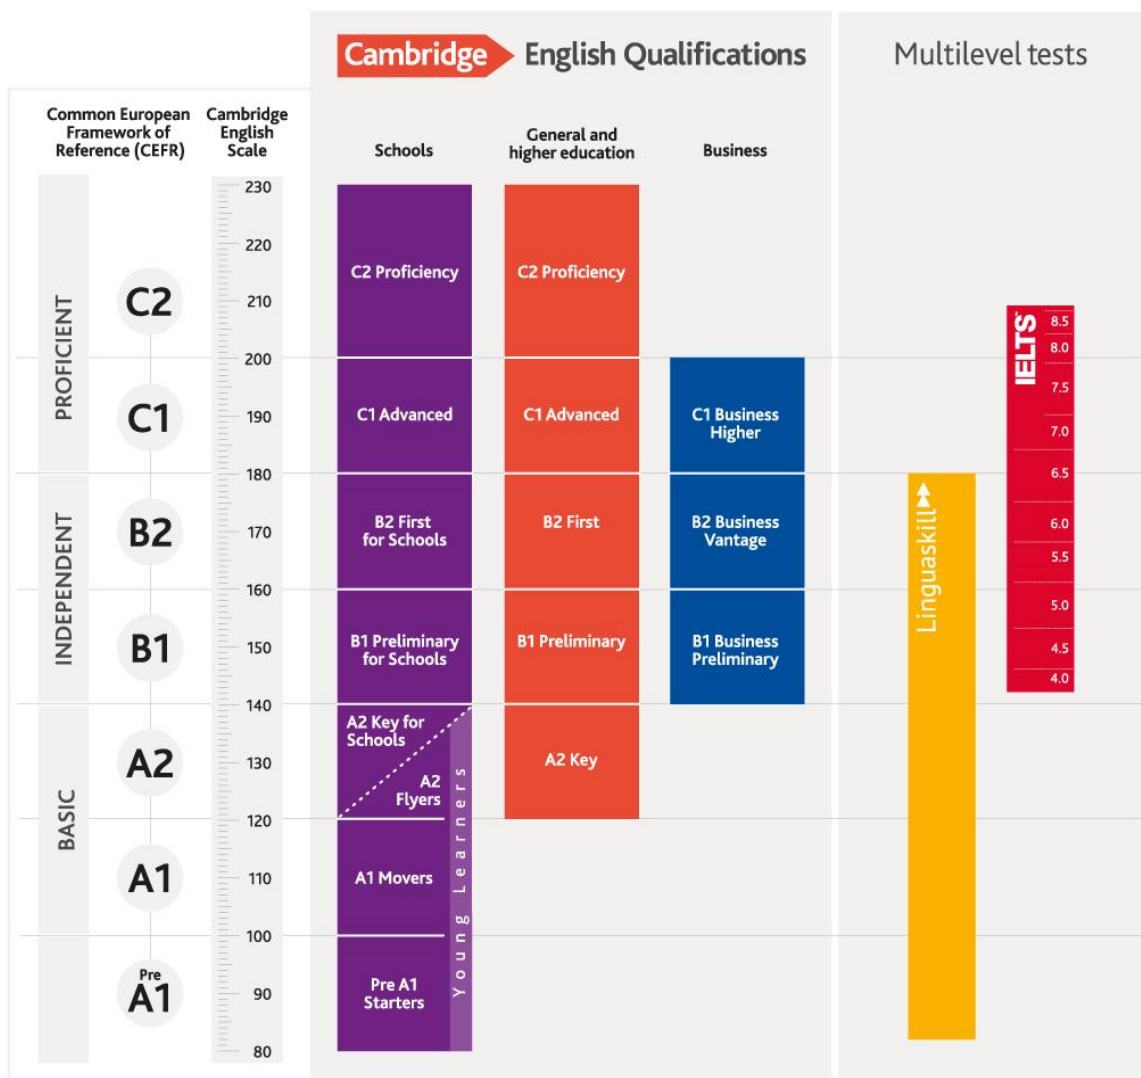 Cambridge English Qualifications
Multilevel tests
Common European
Framework of
Reference (CEFR)
Cambridge
English
Scale
Schools
General and
higher education
Business
PROFICIENT
C2
C1
INDEPENDENT
B2
B1
BASIC
A2
A1
Pre
A1
230
220
210
200
190
180
170
160
150
140
130
120
110
100
90
80
C2 Proficiency
C1 Advanced
B2 First
for Schools
B1 Preliminary
for Schools
A2 Key for
Schools
A2
Flyers
A1 Movers
Pre A1
Starters
Young Learners
C2 Proficiency
C1 Advanced
B2 First
B1 Preliminary
A2 Key
C1 Business
Higher
B2 Business
Vantage
B1 Business
Preliminary
Linguaskill
IELTS™
8.5
8.0
7.5
7.0
6.5
6.0
5.5
5.0
4.5
4.0